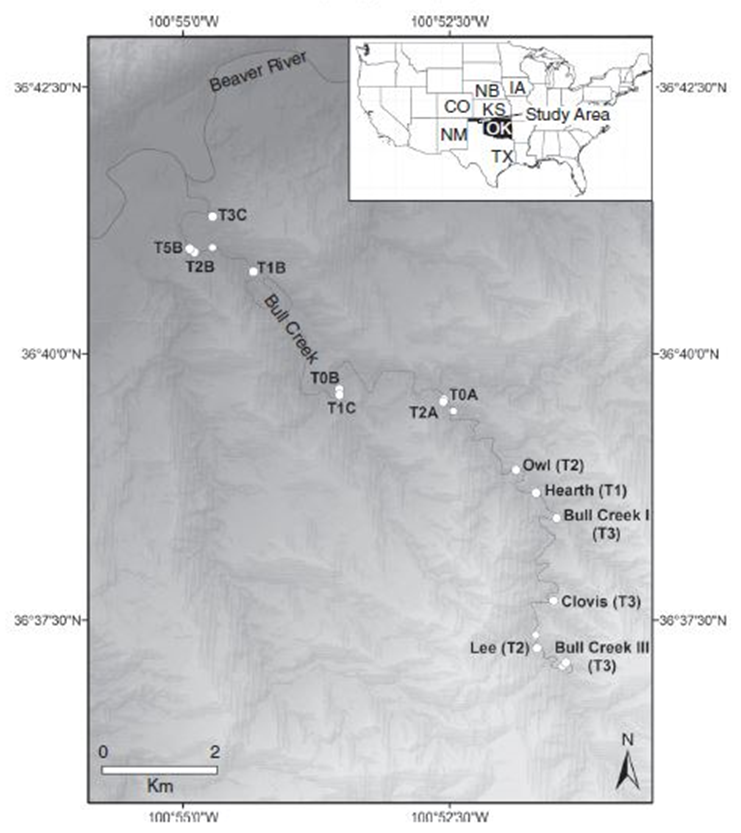 100°55'0"W 100°52'30"W
36°42'30"N 36°42'30"N
Beaver River
NB IA
CO KS
Study Area
OK
NM
TX
T3C
T5B
T2B
T1B
Bull Creek
36°40'0"N 36°40'0"N
T0B
T1C
T0A
T2A
Owl (T2)
Hearth (T1)
Bull Creek I
(T3)
Clovis (T3)
36°37'30"N 36°37'30"N
Lee (T2)
Bull Creek III
(T3)
0 2
Km
N
100°55'0"W 100°52'30"W